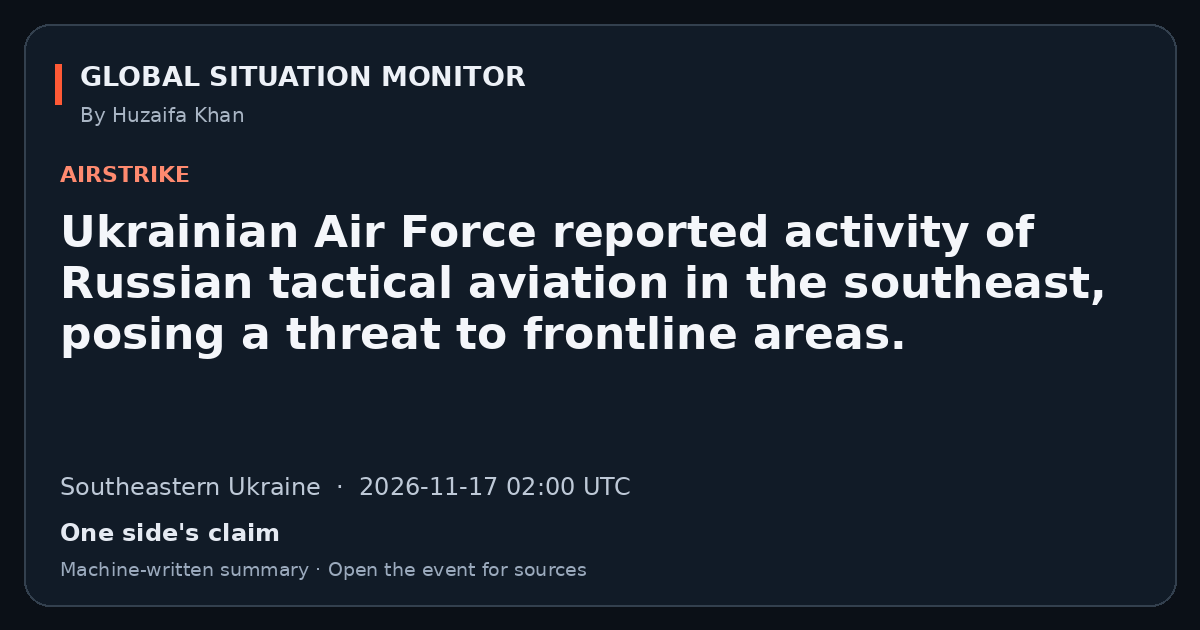 GLOBAL SITUATION MONITOR
By Huzaifa Khan
AIRSTRIKE
Ukrainian Air Force reported activity of
Russian tactical aviation in the southeast,
posing a threat to frontline areas.
Southeastern Ukraine · 2026-11-17 02:00 UTC
One side's claim
Machine-written summary · Open the event for sources